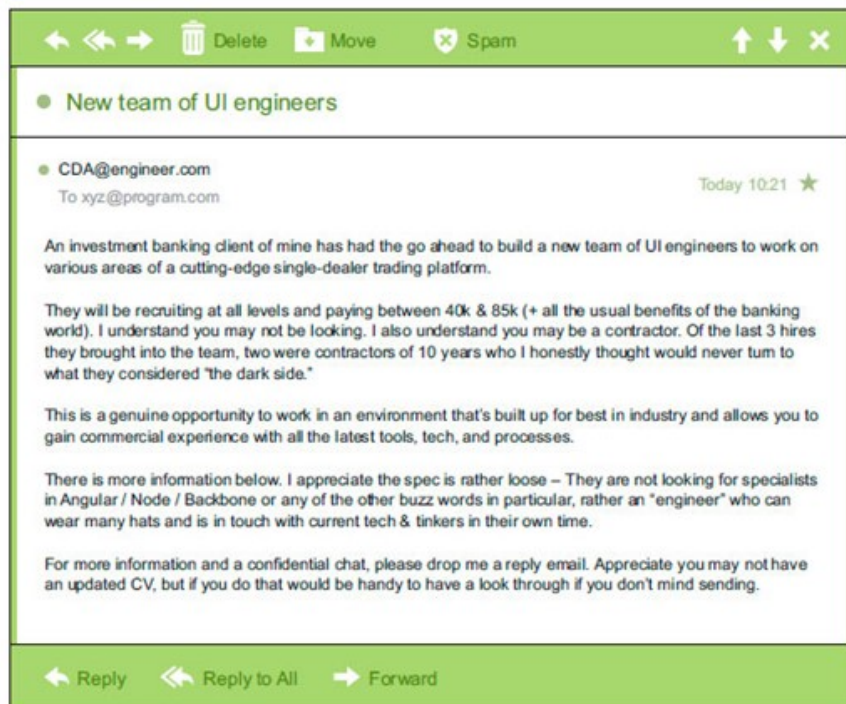 Delete Move Spam
New team of UI engineers
CDA@engineer.com
Today 10:21
To xyz@program.com
An investment banking client of mine has had the go ahead to build a new team of UI engineers to work on
various areas of a cutting-edge single-dealer trading platform.
They will be recruiting at all levels and paying between 40k & 85k (+ all the usual benefits of the banking
world). I understand you may not be looking. I also understand you may be a contractor. Of the last 3 hires
they brought into the team, two were contractors of 10 years who I honestly thought would never turn to
what they considered “the dark side.”
This is a genuine opportunity to work in an environment that’s built up for best in industry and allows you to
gain commercial experience with all the latest tools, tech, and processes.
There is more information below. I appreciate the spec is rather loose – They are not looking for specialists
in Angular / Node / Backbone or any of the other buzz words in particular, rather an “engineer” who can
wear many hats and is in touch with current tech & tinkers in their own time.
For more information and a confidential chat, please drop me a reply email. Appreciate you may not have
an updated CV, but if you do that would be handy to have a look through if you don’t mind sending.
Reply Reply to All Forward